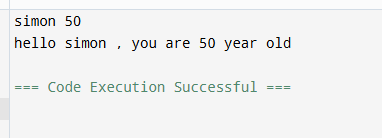 simon 50
hello simon , you are 50 year old
=== Code Execution Successful ===